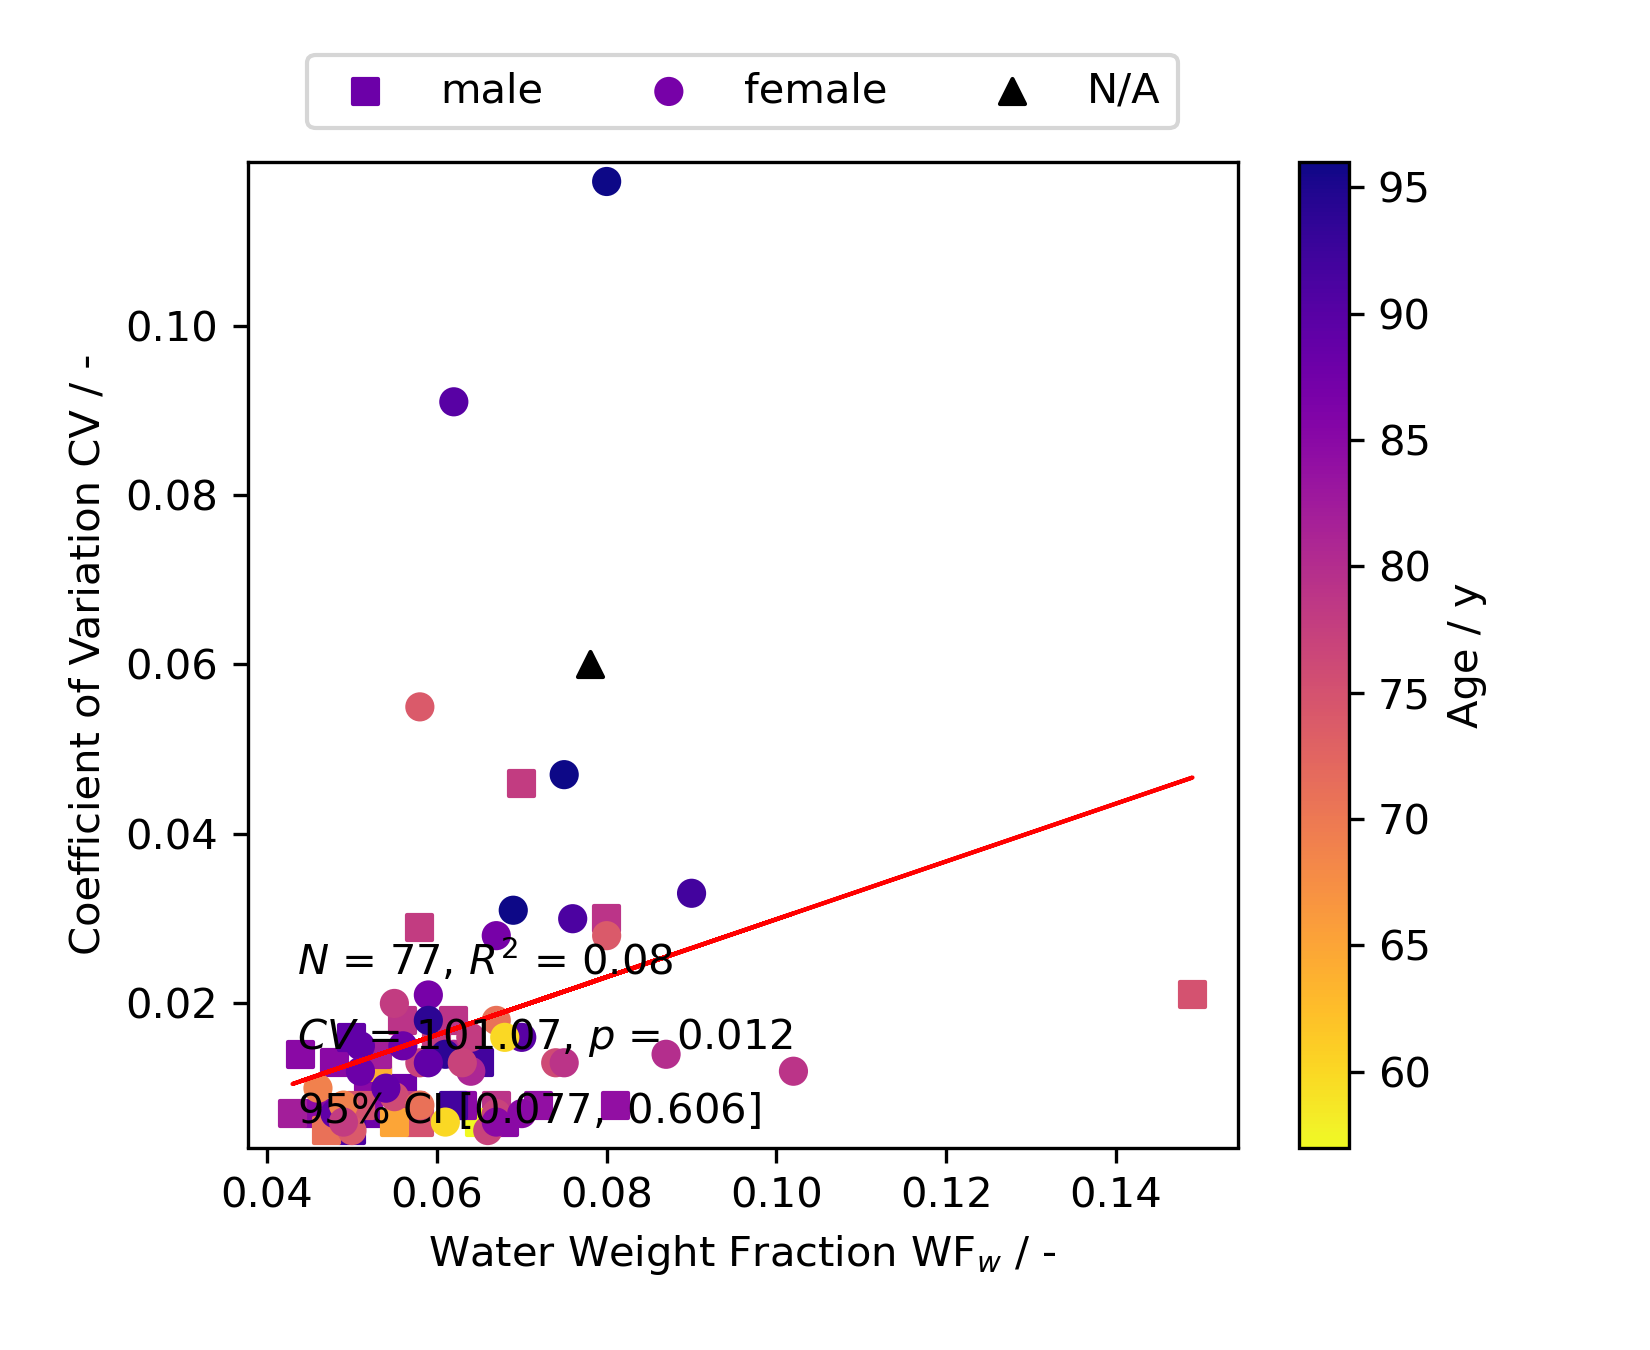 male female N/A
0.10
0.08
0.06
0.04
0.02
Coefficient of Variation CV / -
N = 77, R² = 0.08
CV = 101.07, p = 0.012
95% CI [0.077, 0.606]
0.04 0.06 0.08 0.10 0.12 0.14
Water Weight Fraction WF_w / -
95
90
85
80
75
70
65
60
Age / y